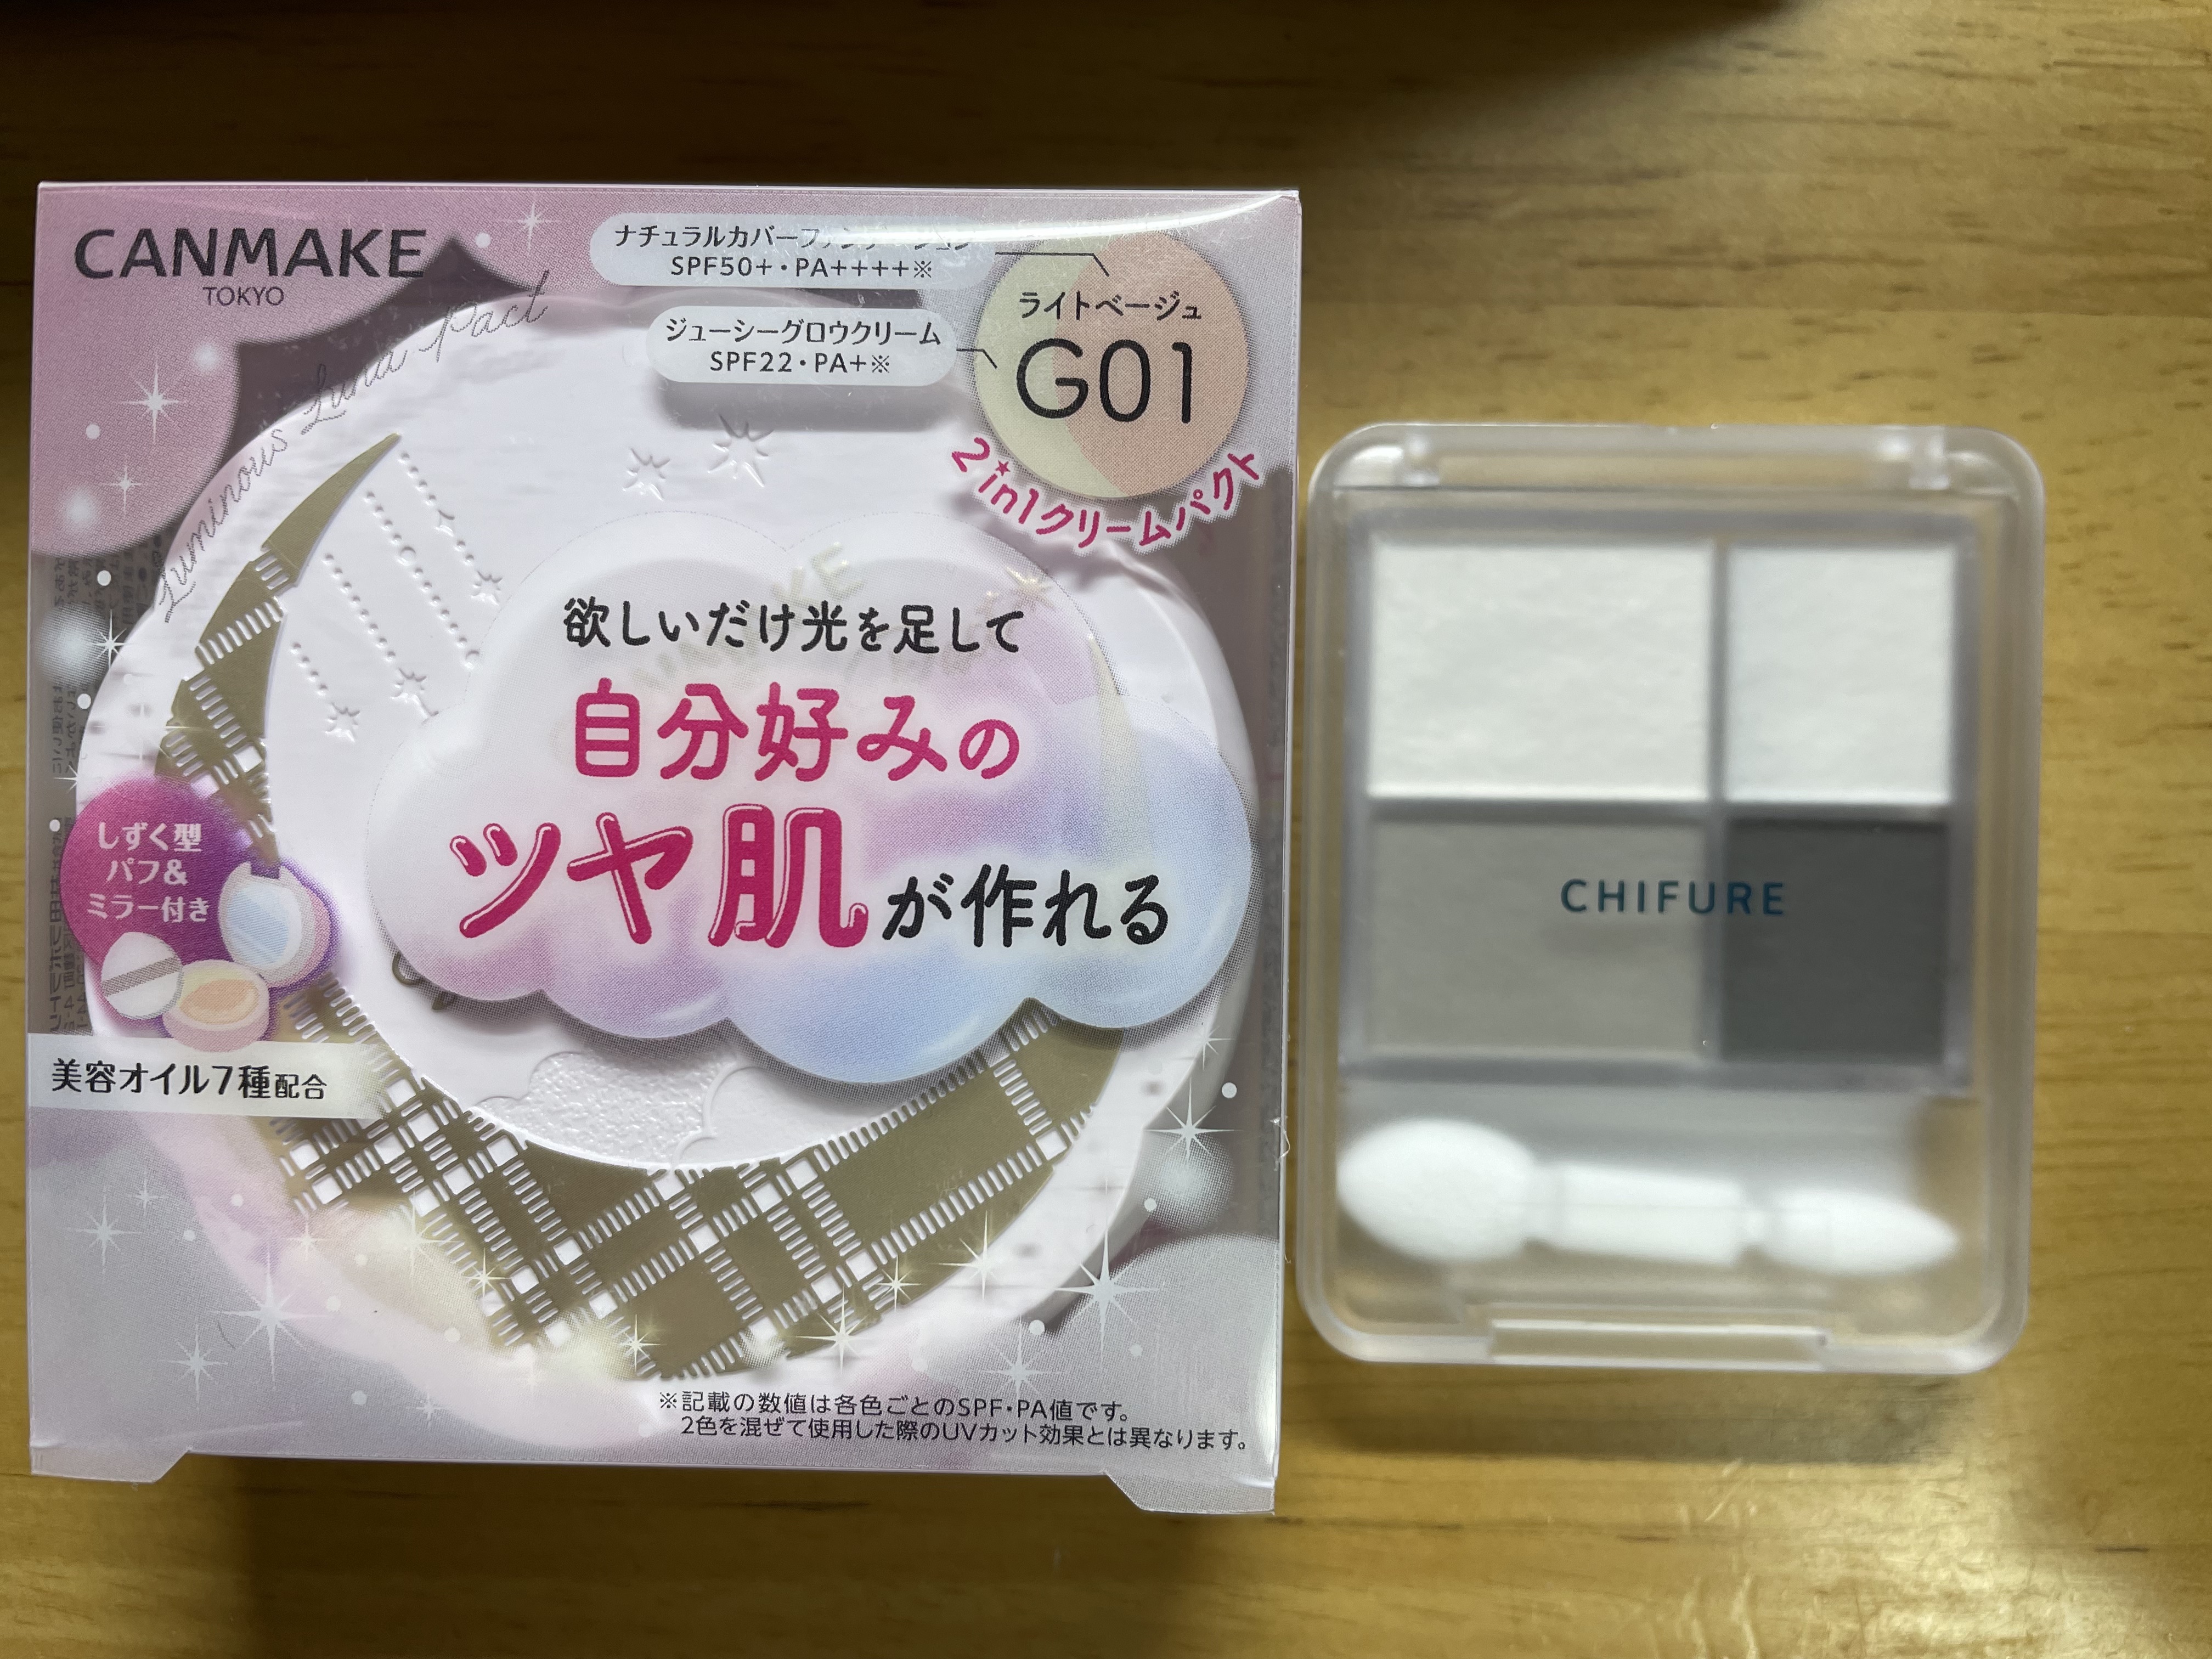 CANMAKE
TOKYO
Luminous Luna Pact
ナチュラルカバーファンデーション
SPF50+・PA++++※
ジューシーグロウクリーム
SPF22・PA+※
ライトベージュ
G01
2in1クリームパクト
欲しいだけ光を足して
自分好みの
ツヤ肌が作れる
しずく型
パフ&
ミラー付き
美容オイル7種配合
※記載の数値は各色ごとのSPF・PA値です。
2色を混ぜて使用した際のUVカット効果とは異なります。
CHIFURE